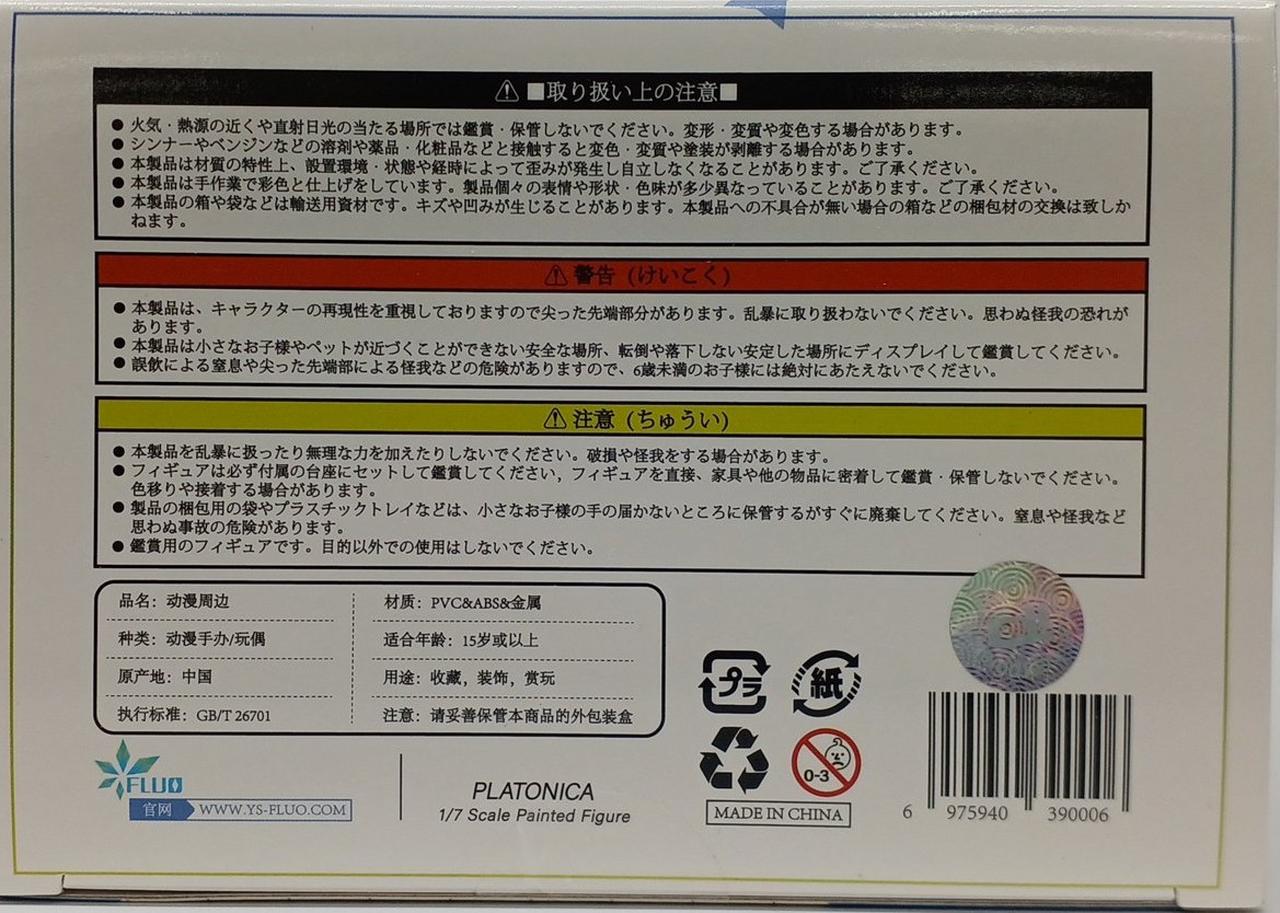 ⚠ ■取り扱い上の注意■
● 火気・熱源の近くや直射日光の当たる場所では鑑賞・保管しないでください。変形・変質や変色する場合があります。
● シンナーやベンジンなどの溶剤や薬品・化粧品などと接触すると変色・変質や塗装が剥離する場合があります。
● 本製品は材質の特性上、設置環境・状態や経時によって歪みが発生し自立しなくなることがあります。ご了承ください。
● 本製品は手作業で彩色と仕上げをしています。製品個々の表情や形状・色味が多少異なっていることがあります。ご了承ください。
● 本製品の箱や袋などは輸送用資材です。キズや凹みが生じることがあります。本製品への不具合が無い場合の箱などの梱包材の交換は致しか
ねます。
⚠ 警告（けいこく）
● 本製品は、キャラクターの再現性を重視しておりますので尖った先端部分があります。乱暴に取り扱わないでください。思わぬ怪我の恐れが
あります。
● 本製品は小さなお子様やペットが近づくことができない安全な場所、転倒や落下しない安定した場所にディスプレイして鑑賞してください。
● 誤飲による窒息や尖った先端部による怪我などの危険がありますので、6歳未満のお子様には絶対にあたえないでください。
⚠ 注意（ちゅうい）
● 本製品を乱暴に扱ったり無理な力を加えたりしないでください。破損や怪我をする場合があります。
● フィギュアは必ず付属の台座にセットして鑑賞してください，フィギュアを直接、家具や他の物品に密着して鑑賞・保管しないでください。
色移りや接着する場合があります。
● 製品の梱包用の袋やプラスチックトレイなどは、小さなお子様の手の届かないところに保管するがすぐに廃棄してください。窒息や怪我など
思わぬ事故の危険があります。
● 鑑賞用のフィギュアです。目的以外での使用はしないでください。
品名：动漫周边
材质：PVC&ABS&金属
种类：动漫手办/玩偶
适合年龄：15岁或以上
原产地：中国
用途：收藏，装饰，赏玩
执行标准：GB/T 26701
注意：请妥善保管本商品的外包装盒
FLUO
官网 WWW.YS-FLUO.COM
PLATONICA
1/7 Scale Painted Figure
プラ
紙
0-3
MADE IN CHINA
6 975940 390006